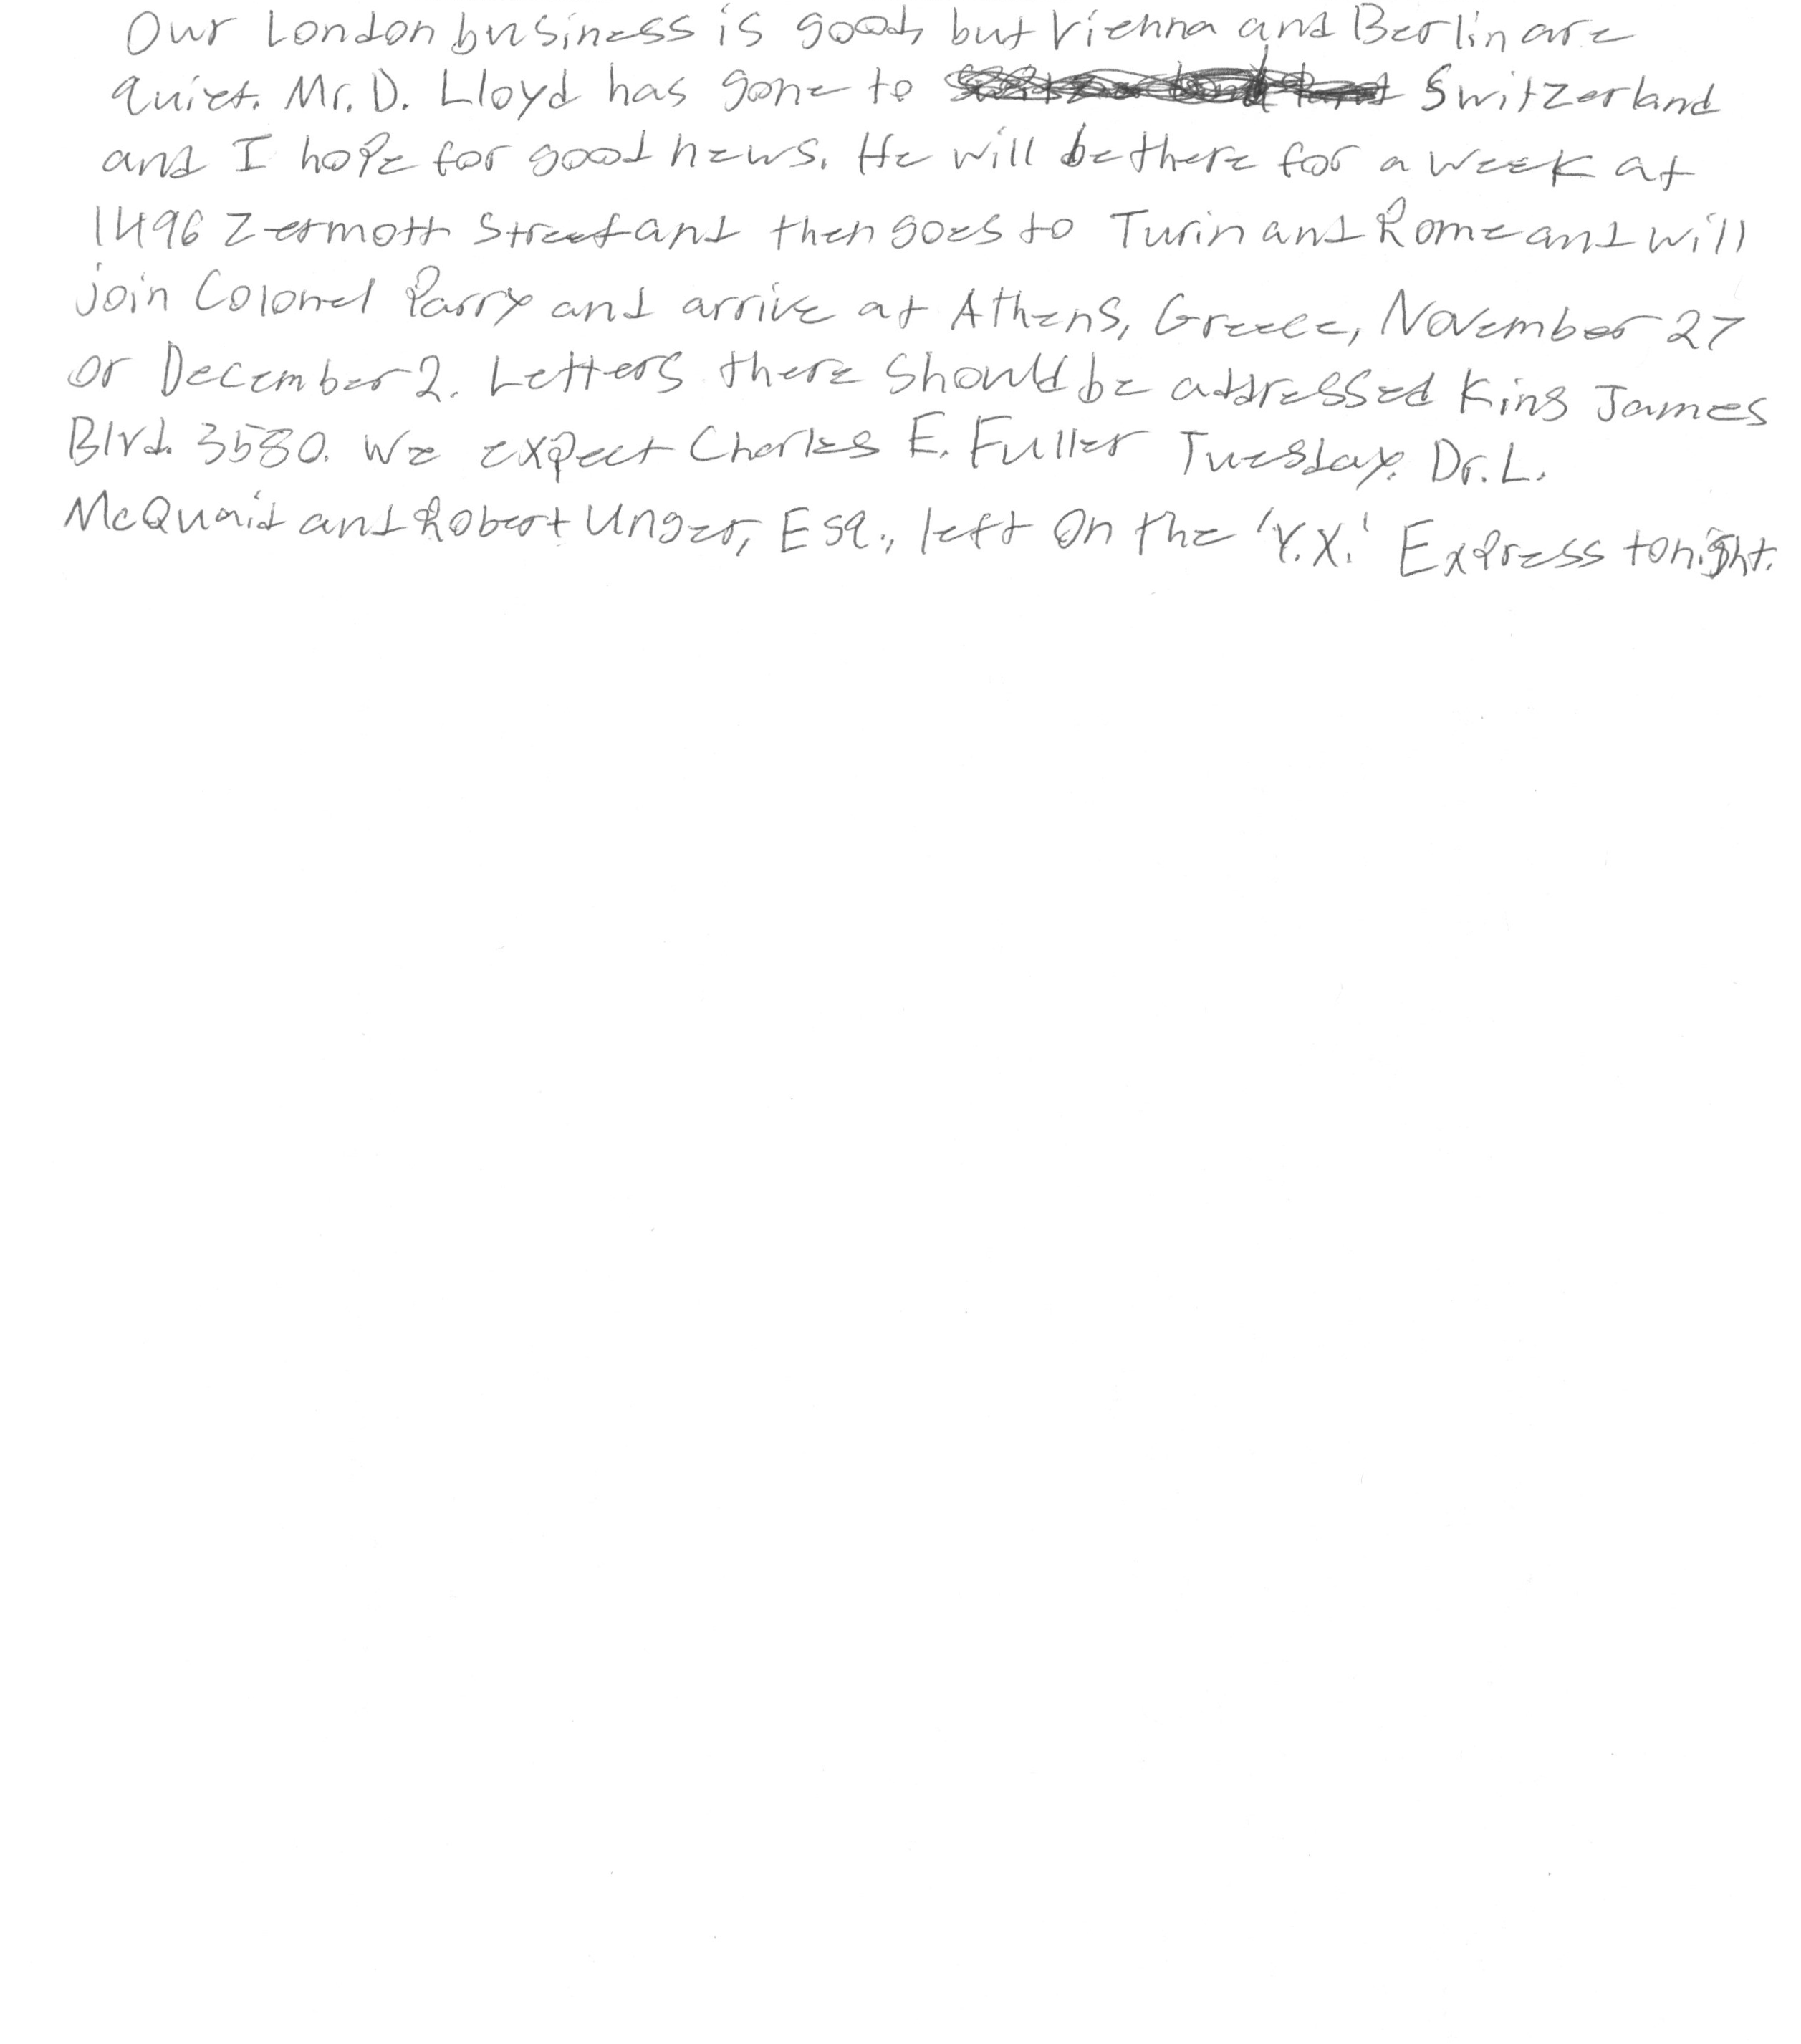 Our London business is good, but Vienna and Berlin are
quiet. Mr. D. Lloyd has gone to Switzerland
and I hope for good news. He will be there for a week at
1496 Zermott Street and then goes to Turin and Rome and will
join Colonel Parry and arrive at Athens, Greece, November 27
or December 2. Letters there should be addressed King James
Blvd. 3580. We expect Charles E. Fuller Tuesday. Dr. L.
McQuaid and Robert Unger, Esq., left on the 'Y.X.' Express tonight.